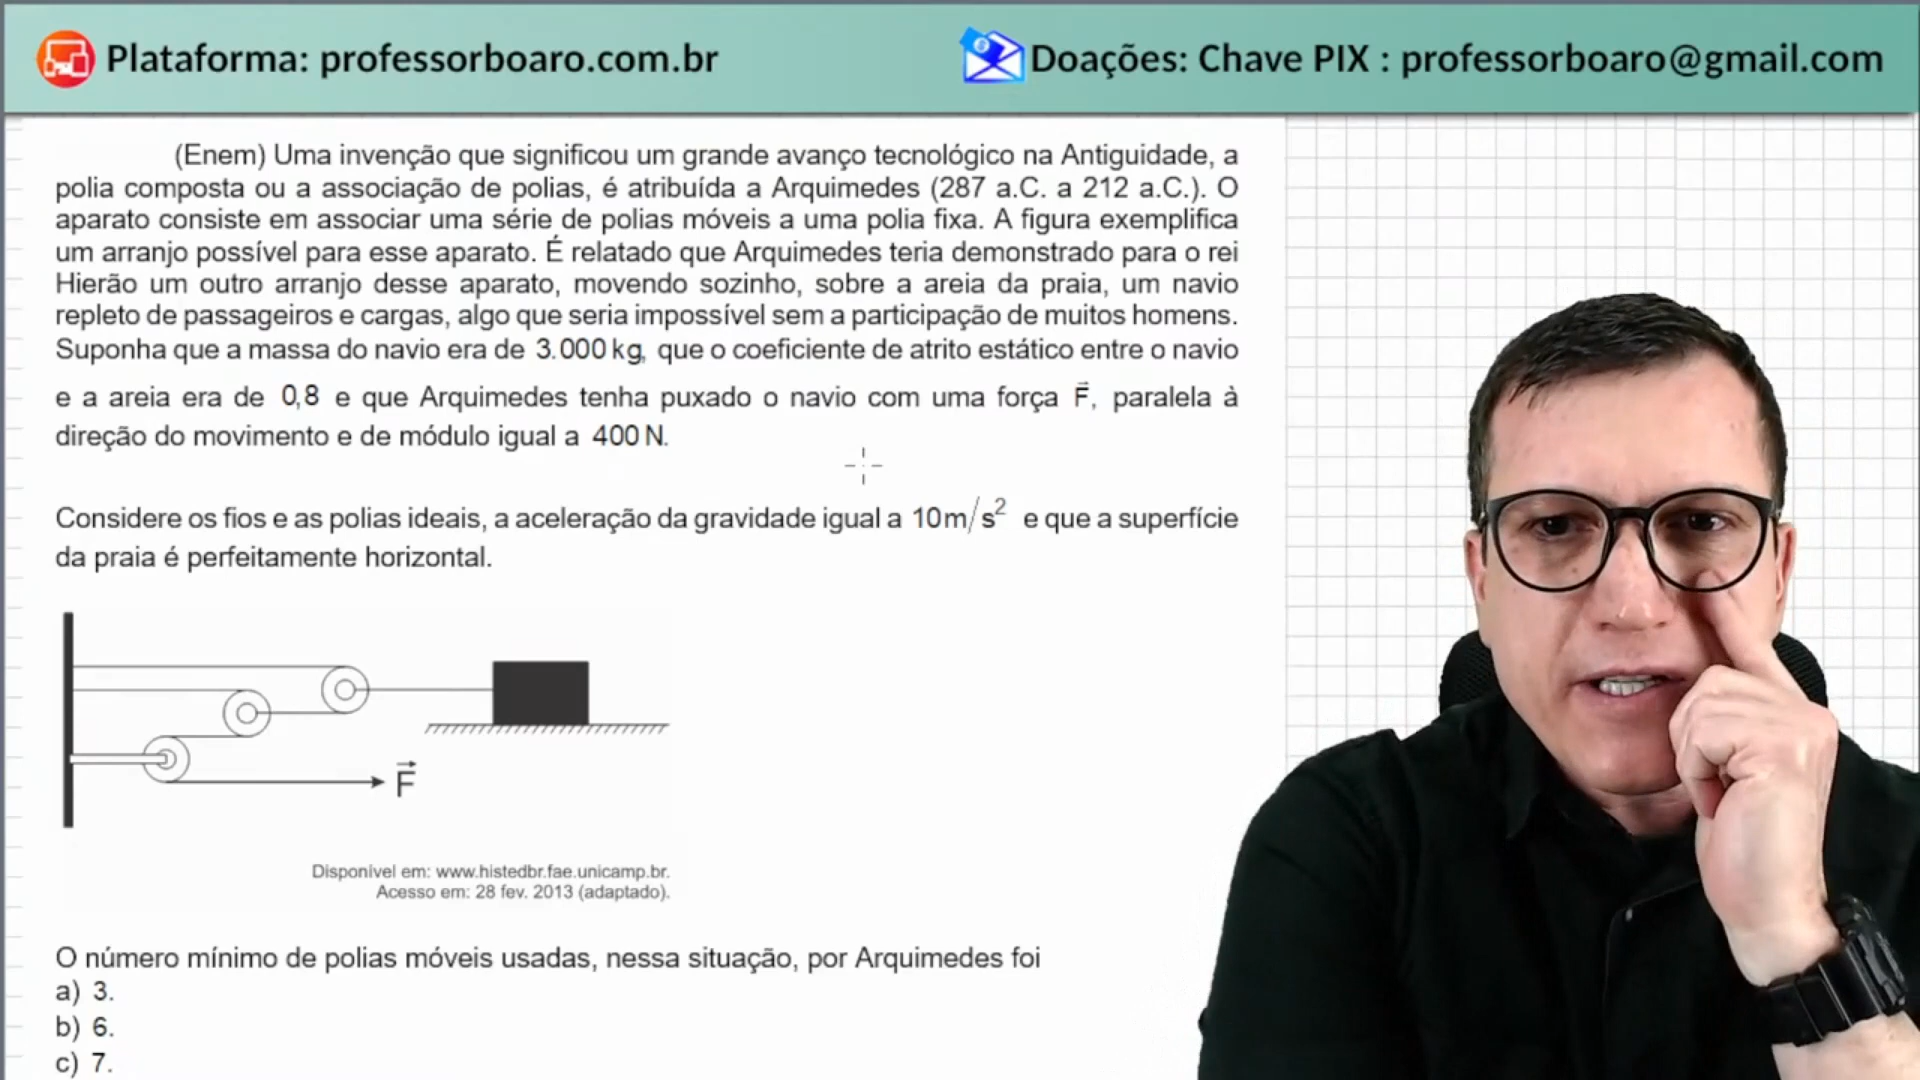 Plataforma: professorboaro.com.br
Doações: Chave PIX : professorboaro@gmail.com
(Enem) Uma invenção que significou um grande avanço tecnológico na Antiguidade, a
polia composta ou a associação de polias, é atribuída a Arquimedes (287 a.C. a 212 a.C.). O
aparato consiste em associar uma série de polias móveis a uma polia fixa. A figura exemplifica
um arranjo possível para esse aparato. É relatado que Arquimedes teria demonstrado para o rei
Hierão um outro arranjo desse aparato, movendo sozinho, sobre a areia da praia, um navio
repleto de passageiros e cargas, algo que seria impossível sem a participação de muitos homens.
Suponha que a massa do navio era de 3.000 kg, que o coeficiente de atrito estático entre o navio
e a areia era de 0,8 e que Arquimedes tenha puxado o navio com uma força F⃗, paralela à
direção do movimento e de módulo igual a 400 N.
Considere os fios e as polias ideais, a aceleração da gravidade igual a 10 m/s² e que a superfície
da praia é perfeitamente horizontal.
F⃗
Disponível em: www.histedbr.fae.unicamp.br.
Acesso em: 28 fev. 2013 (adaptado).
O número mínimo de polias móveis usadas, nessa situação, por Arquimedes foi
a) 3.
b) 6.
c) 7.